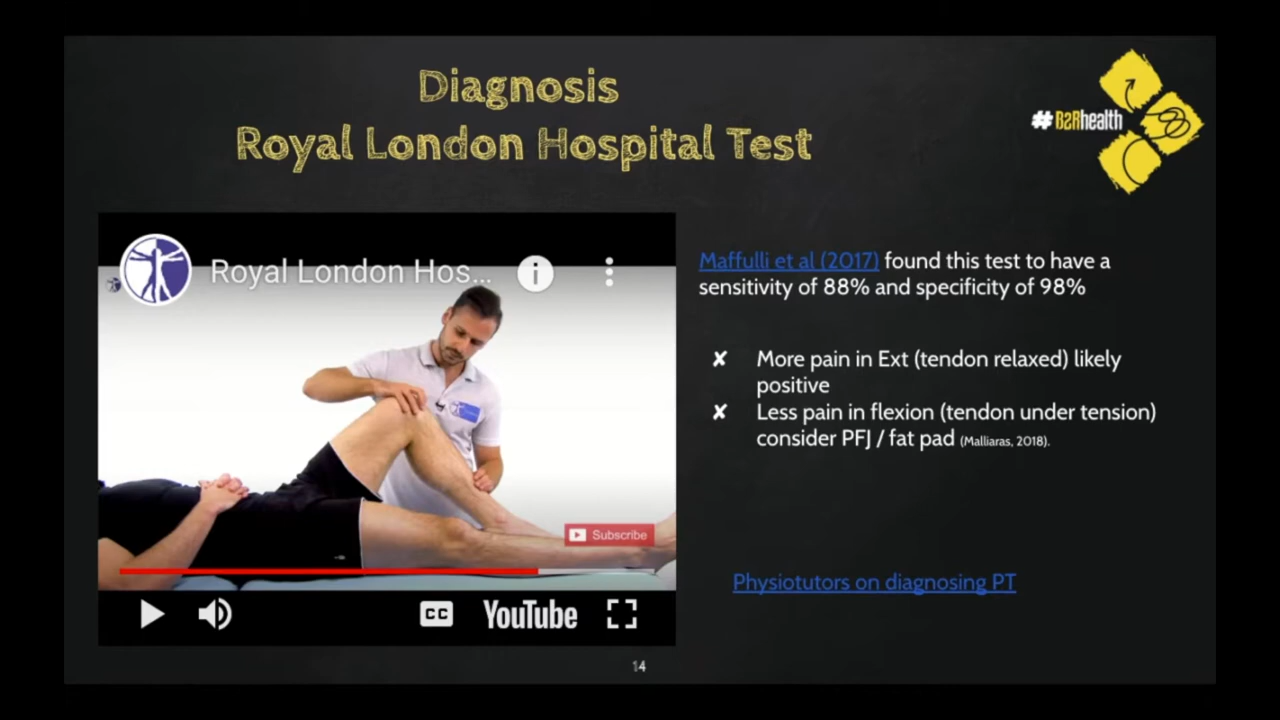 Diagnosis
Royal London Hospital Test
# B2Rhealth
Royal London Hos...
Maffulli et al (2017) found this test to have a
sensitivity of 88% and specificity of 98%
✘ More pain in Ext (tendon relaxed) likely
positive
✘ Less pain in flexion (tendon under tension)
consider PFJ / fat pad (Malliaras, 2018).
Subscribe
Physiotutors on diagnosing PT
CC YouTube
14